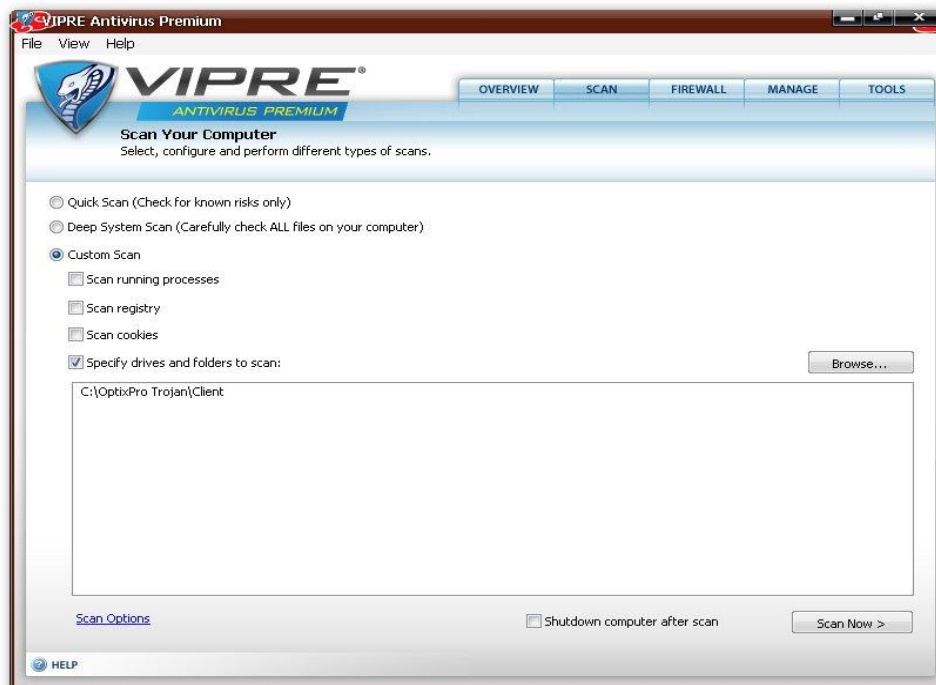 VIPRE Antivirus Premium
File View Help
VIPRE®
ANTIVIRUS PREMIUM
OVERVIEW SCAN FIREWALL MANAGE TOOLS
Scan Your Computer
Select, configure and perform different types of scans.
Quick Scan (Check for known risks only)
Deep System Scan (Carefully check ALL files on your computer)
Custom Scan
Scan running processes
Scan registry
Scan cookies
Specify drives and folders to scan:
Browse...
C:\OptixPro Trojan\Client
Scan Options
Shutdown computer after scan
Scan Now >
HELP